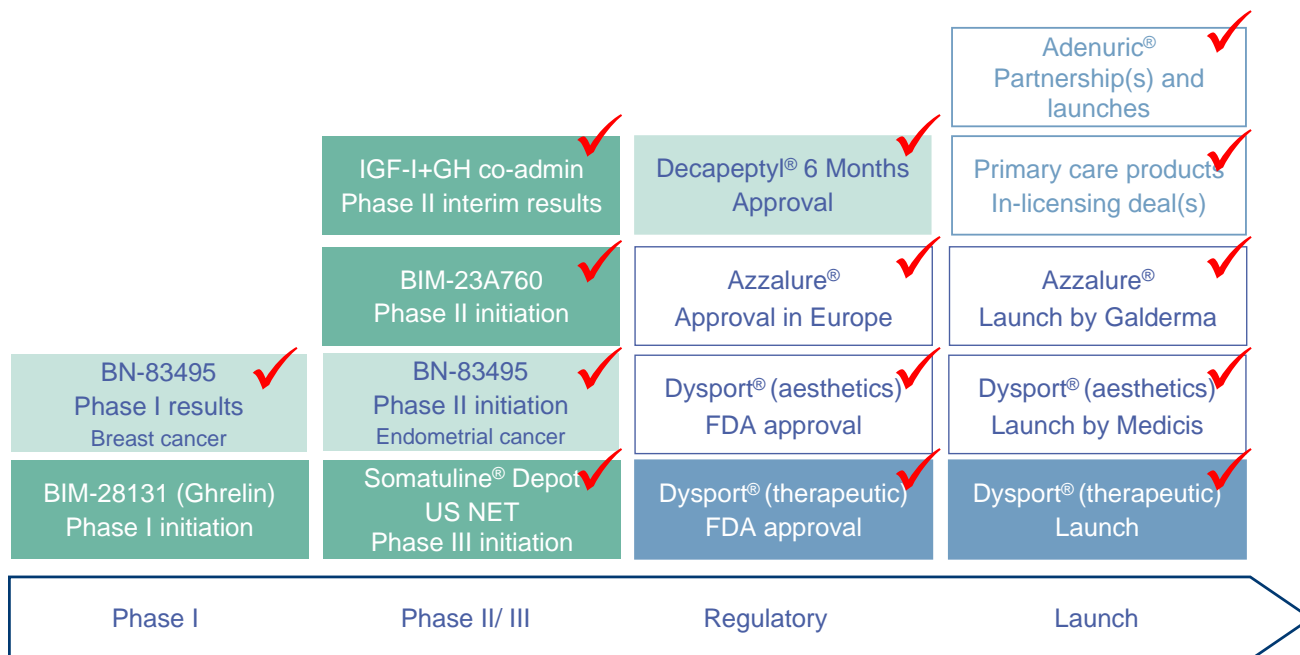 Adenuric®
Partnership(s) and
launches
IGF-I+GH co-admin
Phase II interim results
Decapeptyl® 6 Months
Approval
Primary care products
In-licensing deal(s)
BIM-23A760
Phase II initiation
Azzalure®
Approval in Europe
Azzalure®
Launch by Galderma
BN-83495
Phase I results
Breast cancer
BN-83495
Phase II initiation
Endometrial cancer
Dysport® (aesthetics)
FDA approval
Dysport® (aesthetics)
Launch by Medicis
BIM-28131 (Ghrelin)
Phase I initiation
Somatuline® Depot
US NET
Phase III initiation
Dysport® (therapeutic)
FDA approval
Dysport® (therapeutic)
Launch
Phase I
Phase II/ III
Regulatory
Launch